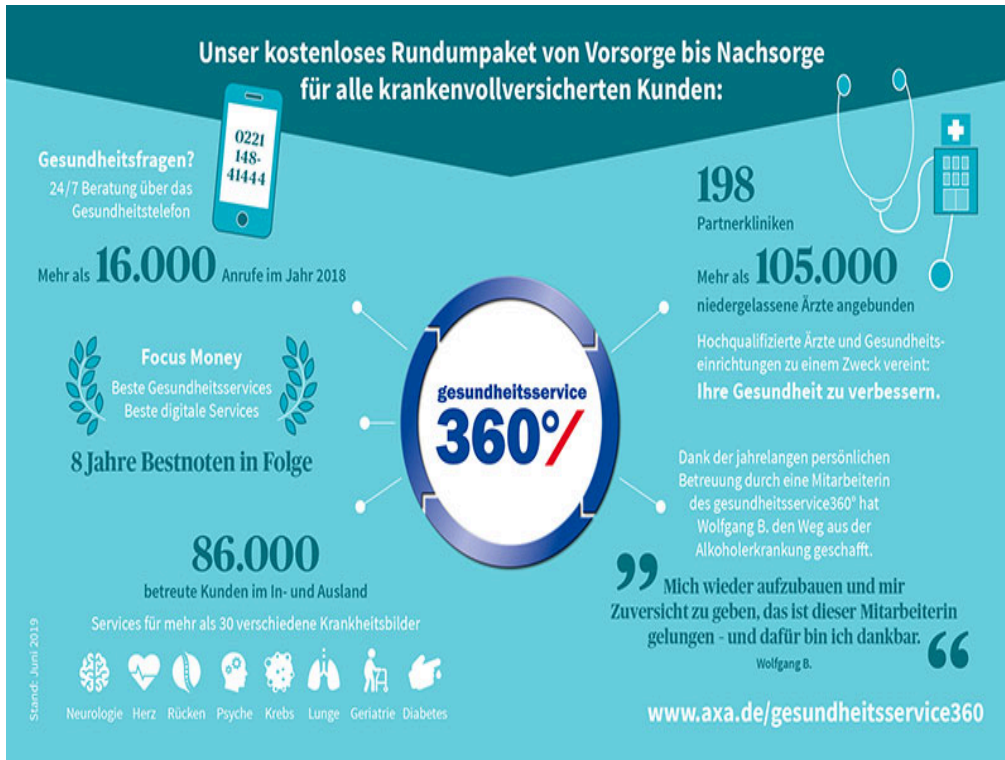 Unser kostenloses Rundumpaket von Vorsorge bis Nachsorge
für alle krankenvollversicherten Kunden:
Gesundheitsfragen?
24/7 Beratung über das
Gesundheitstelefon
0221
148-
41444
Mehr als 16.000 Anrufe im Jahr 2018
198
Partnerkliniken
Mehr als 105.000
niedergelassene Ärzte angebunden
Hochqualifizierte Ärzte und Gesundheits-
einrichtungen zu einem Zweck vereint:
Ihre Gesundheit zu verbessern.
Focus Money
Beste Gesundheitsservices
Beste digitale Services
8 Jahre Bestnoten in Folge
gesundheitsservice
360°/
Dank der jahrelangen persönlichen
Betreuung durch eine Mitarbeiterin
des gesundheitsservice360° hat
Wolfgang B. den Weg aus der
Alkoholerkrankung geschafft.
86.000
betreute Kunden im In- und Ausland
Services für mehr als 30 verschiedene Krankheitsbilder
Neurologie Herz Rücken Psyche Krebs Lunge Geriatrie Diabetes
„Mich wieder aufzubauen und mir
Zuversicht zu geben, das ist dieser Mitarbeiterin
gelungen - und dafür bin ich dankbar.“
Wolfgang B.
www.axa.de/gesundheitsservice360
Stand: Juni 2019